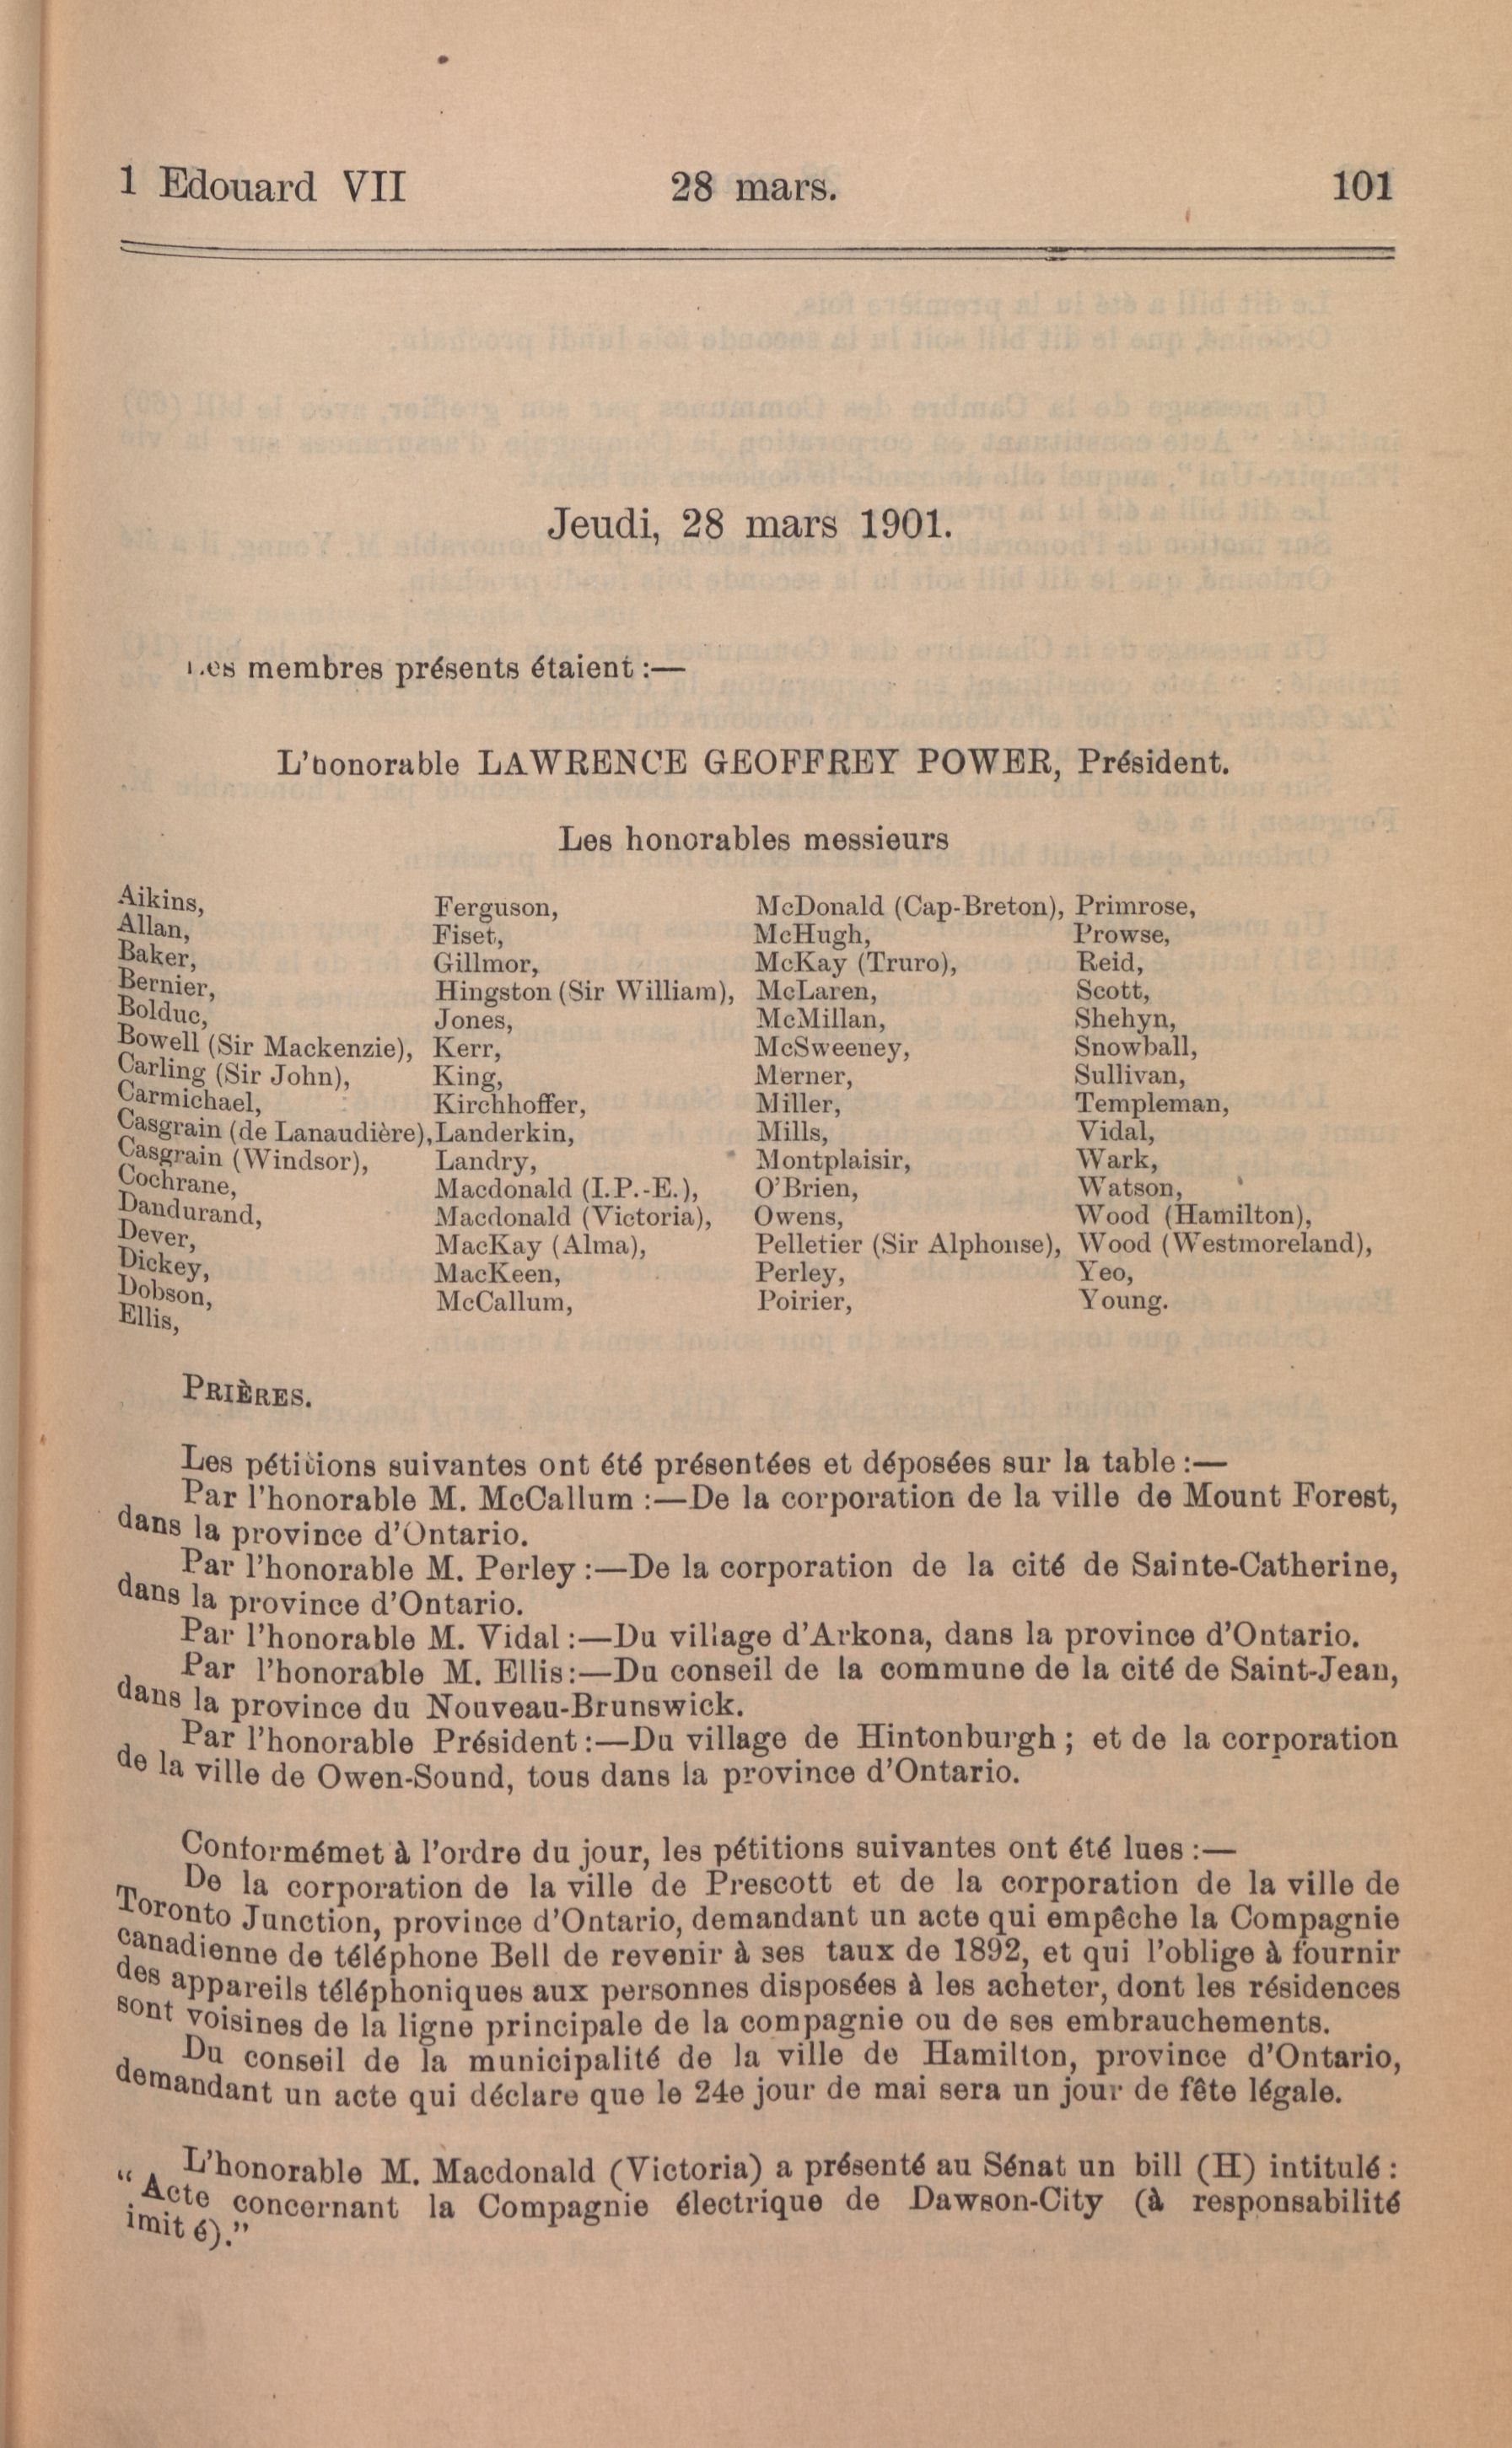 1 Edouard VII 28 mars. 101
Jeudi, 28 mars 1901.
Les membres présents étaient :—
L'honorable LAWRENCE GEOFFREY POWER, Président.
Les honorables messieurs
Aikins,
Allan,
Baker,
Bernier,
Bolduc,
Bowell (Sir Mackenzie),
Carling (Sir John),
Carmichael,
Casgrain (de Lanaudière),
Casgrain (Windsor),
Cochrane,
Dandurand,
Dever,
Dickey,
Dobson,
Ellis,
Ferguson,
Fiset,
Gillmor,
Hingston (Sir William),
Jones,
Kerr,
King,
Kirchhoffer,
Landerkin,
Landry,
Macdonald (I.P.-E.),
Macdonald (Victoria),
MacKay (Alma),
MacKeen,
McCallum,
McDonald (Cap-Breton),
McHugh,
McKay (Truro),
McLaren,
McMillan,
McSweeney,
Merner,
Miller,
Mills,
Montplaisir,
O'Brien,
Owens,
Pelletier (Sir Alphonse),
Perley,
Poirier,
Primrose,
Prowse,
Reid,
Scott,
Shehyn,
Snowball,
Sullivan,
Templeman,
Vidal,
Wark,
Watson,
Wood (Hamilton),
Wood (Westmoreland),
Yeo,
Young.
PRIÈRES.
Les pétitions suivantes ont été présentées et déposées sur la table :—
Par l'honorable M. McCallum :—De la corporation de la ville de Mount Forest,
dans la province d'Ontario.
Par l'honorable M. Perley :—De la corporation de la cité de Sainte-Catherine,
dans la province d'Ontario.
Par l'honorable M. Vidal :—Du village d'Arkona, dans la province d'Ontario.
Par l'honorable M. Ellis :—Du conseil de la commune de la cité de Saint-Jean,
dans la province du Nouveau-Brunswick.
Par l'honorable Président :—Du village de Hintonburgh ; et de la corporation
de la ville de Owen-Sound, tous dans la province d'Ontario.
Conformémet à l'ordre du jour, les pétitions suivantes ont été lues :—
De la corporation de la ville de Prescott et de la corporation de la ville de
Toronto Junction, province d'Ontario, demandant un acte qui empêche la Compagnie
canadienne de téléphone Bell de revenir à ses taux de 1892, et qui l'oblige à fournir
des appareils téléphoniques aux personnes disposées à les acheter, dont les résidences
sont voisines de la ligne principale de la compagnie ou de ses embrauchements.
Du conseil de la municipalité de la ville de Hamilton, province d'Ontario,
demandant un acte qui déclare que le 24e jour de mai sera un jour de fête légale.
L'honorable M. Macdonald (Victoria) a présenté au Sénat un bill (H) intitulé :
" Acte concernant la Compagnie électrique de Dawson-City (à responsabilité
imit é)."